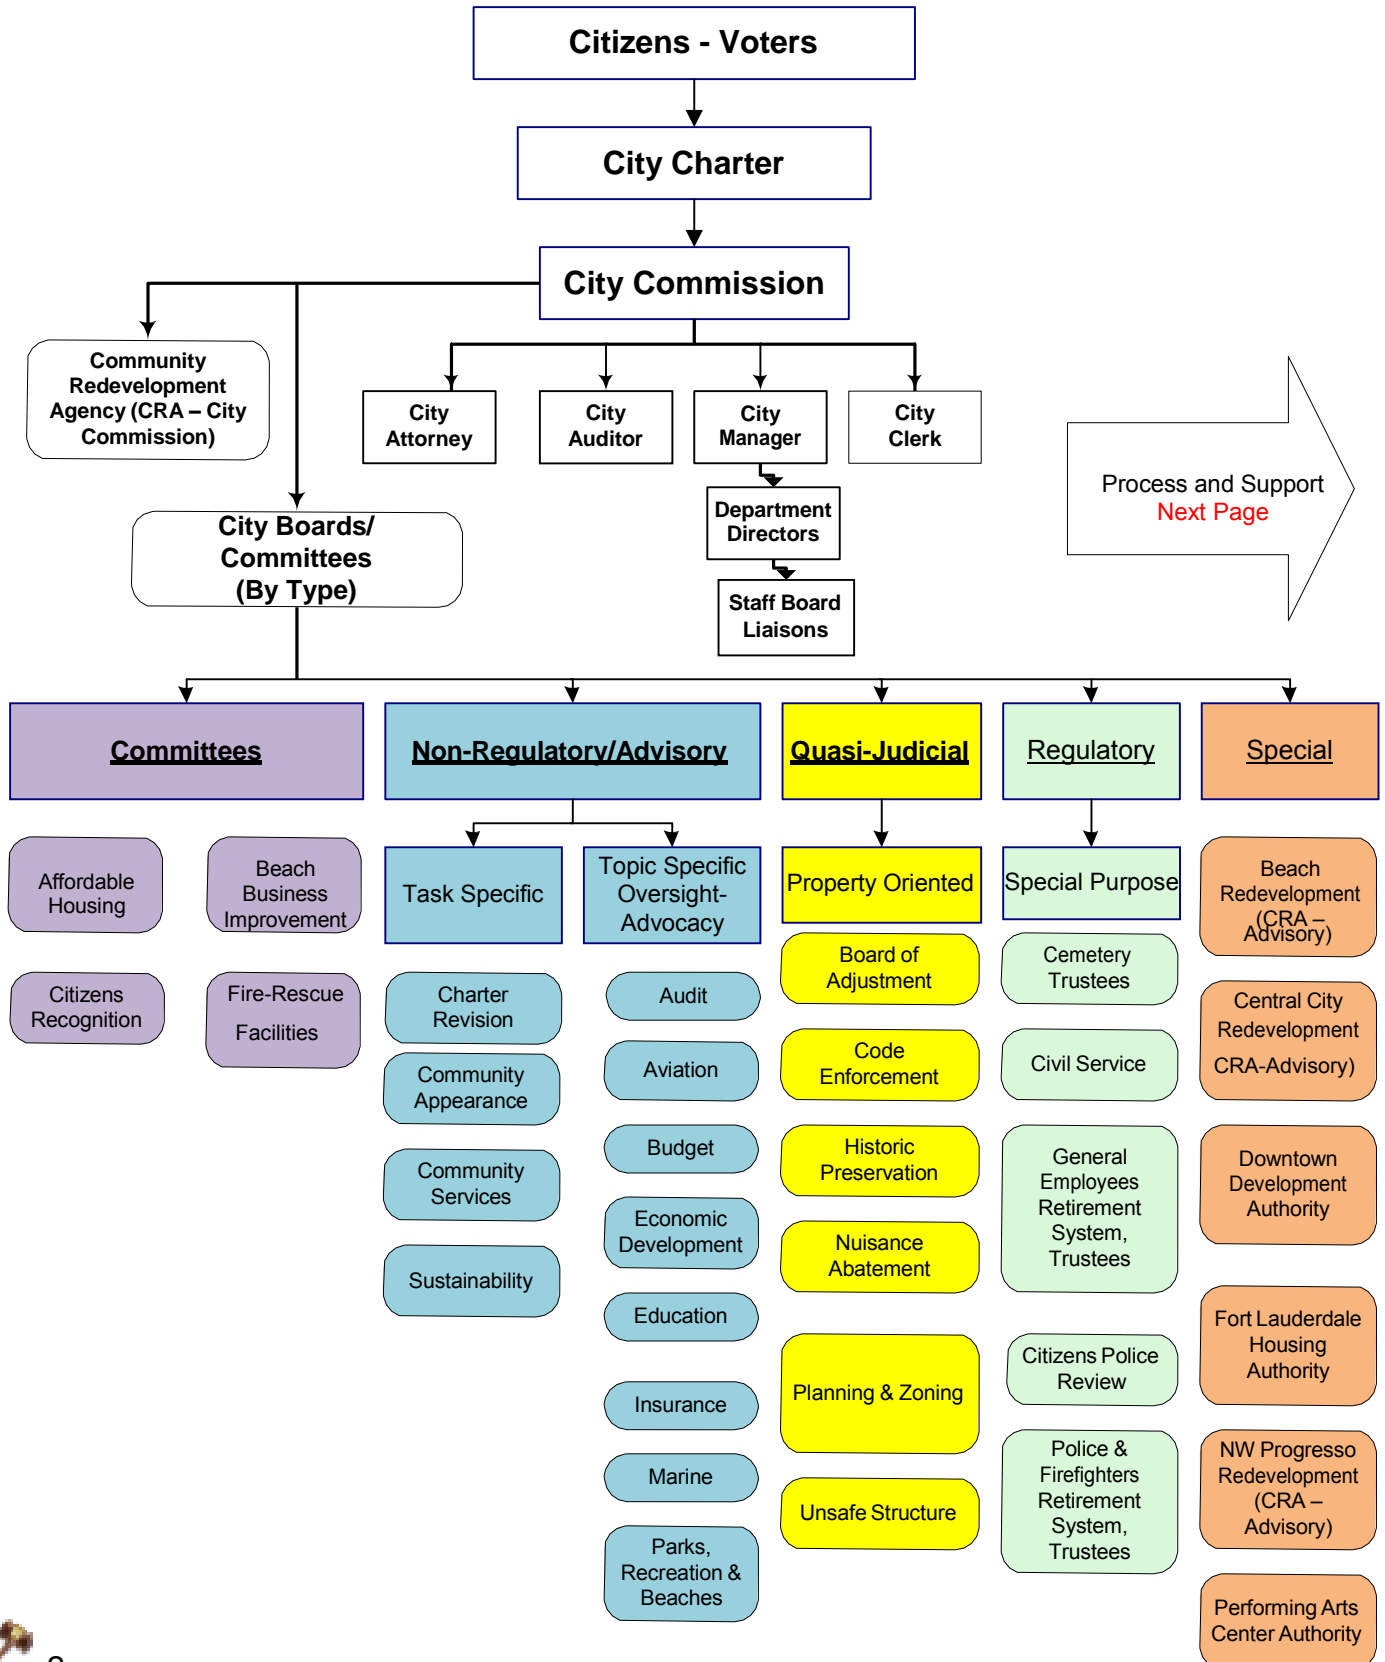 Citizens - Voters
City Charter
City Commission
Community
Redevelopment
Agency (CRA – City
Commission)
City
Attorney
City
Auditor
City
Manager
City
Clerk
Process and Support
Next Page
Department
Directors
City Boards/
Committees
(By Type)
Staff Board
Liaisons
Committees
Non-Regulatory/Advisory
Quasi-Judicial
Regulatory
Special
Affordable
Housing
Beach
Business
Improvement
Citizens
Recognition
Fire-Rescue
Facilities
Task Specific
Charter
Revision
Community
Appearance
Community
Services
Sustainability
Topic Specific
Oversight-
Advocacy
Audit
Aviation
Budget
Economic
Development
Education
Insurance
Marine
Parks,
Recreation &
Beaches
Property Oriented
Board of
Adjustment
Code
Enforcement
Historic
Preservation
Nuisance
Abatement
Planning & Zoning
Unsafe Structure
Special Purpose
Cemetery
Trustees
Civil Service
General
Employees
Retirement
System,
Trustees
Citizens Police
Review
Police &
Firefighters
Retirement
System,
Trustees
Beach
Redevelopment
(CRA –
Advisory)
Central City
Redevelopment
CRA-Advisory)
Downtown
Development
Authority
Fort Lauderdale
Housing
Authority
NW Progresso
Redevelopment
(CRA –
Advisory)
Performing Arts
Center Authority